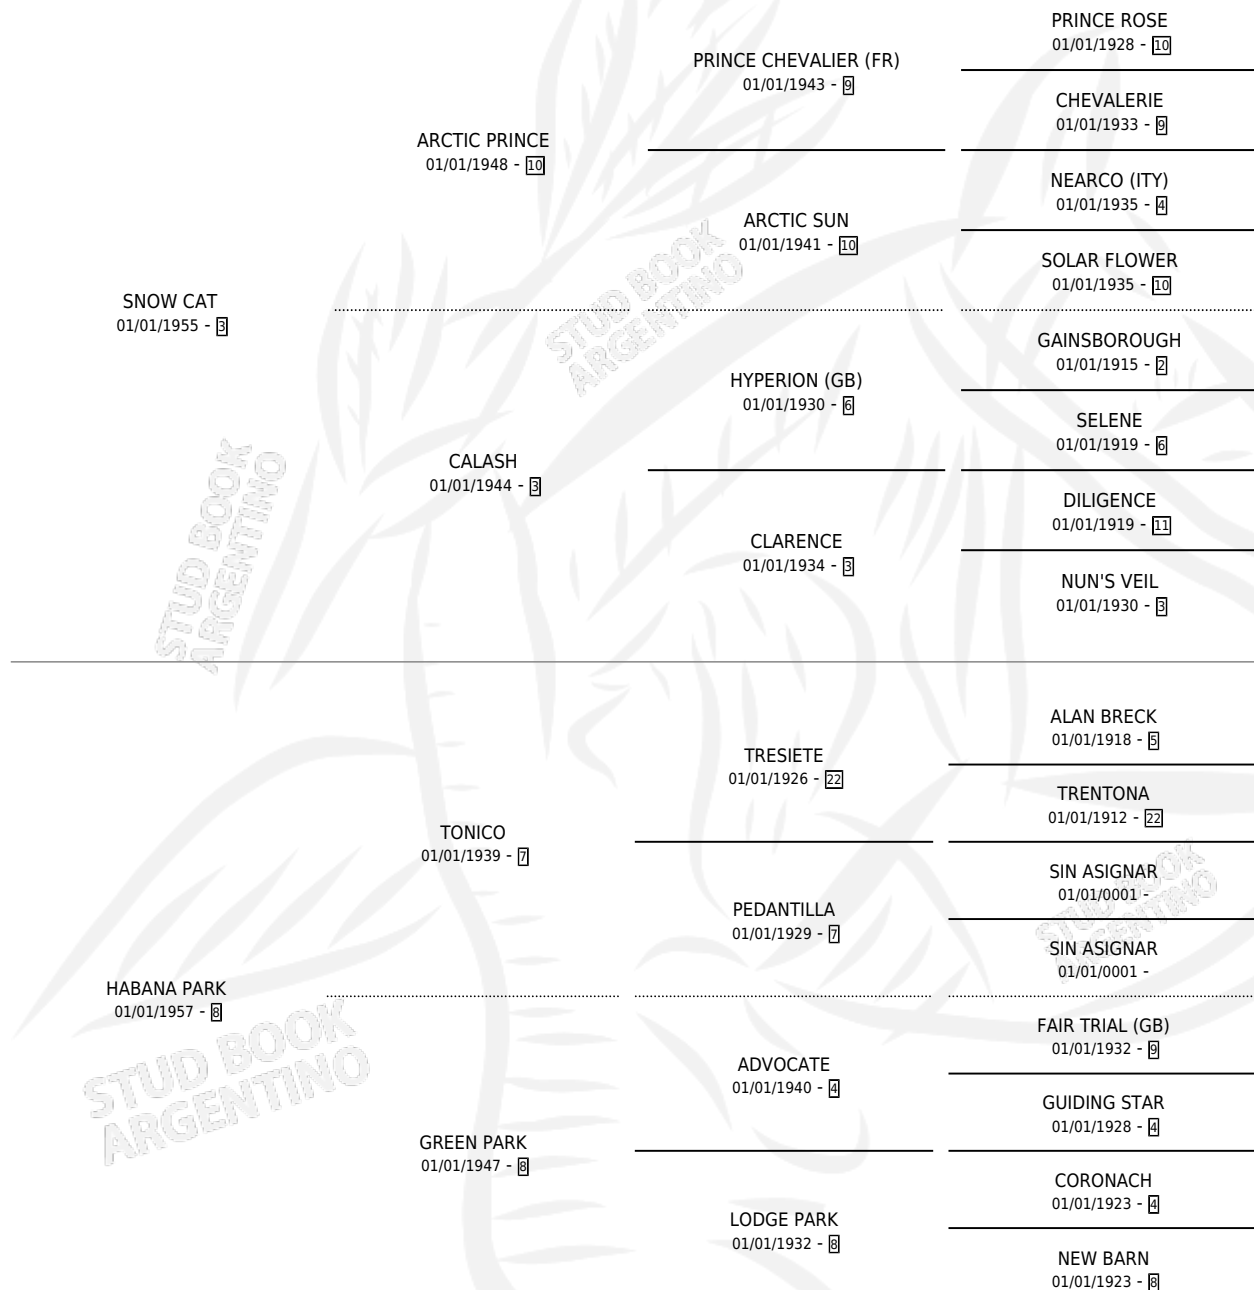 PRINCE ROSE
01/01/1928 - 10
PRINCE CHEVALIER (FR)
01/01/1943 - 9
CHEVALERIE
01/01/1933 - 9
ARCTIC PRINCE
01/01/1948 - 10
NEARCO (ITY)
01/01/1935 - 4
ARCTIC SUN
01/01/1941 - 10
SOLAR FLOWER
01/01/1935 - 10
SNOW CAT
01/01/1955 - 3
STUD BOOK
ARGENTINO
GAINSBOROUGH
01/01/1915 - 2
HYPERION (GB)
01/01/1930 - 6
SELENE
01/01/1919 - 6
CALASH
01/01/1944 - 3
DILIGENCE
01/01/1919 - 11
CLARENCE
01/01/1934 - 3
NUN'S VEIL
01/01/1930 - 3
STUD BOOK
ARGENTINO
ALAN BRECK
01/01/1918 - 5
TRESIETE
01/01/1926 - 22
TRENTONA
01/01/1912 - 22
TONICO
01/01/1939 - 7
SIN ASIGNAR
01/01/0001 -
PEDANTILLA
01/01/1929 - 7
SIN ASIGNAR
01/01/0001 -
STUD BOOK
ARGENTINO
HABANA PARK
01/01/1957 - 8
STUD BOOK
ARGENTINO
FAIR TRIAL (GB)
01/01/1932 - 9
ADVOCATE
01/01/1940 - 4
GUIDING STAR
01/01/1928 - 4
GREEN PARK
01/01/1947 - 8
CORONACH
01/01/1923 - 4
LODGE PARK
01/01/1932 - 8
NEW BARN
01/01/1923 - 8